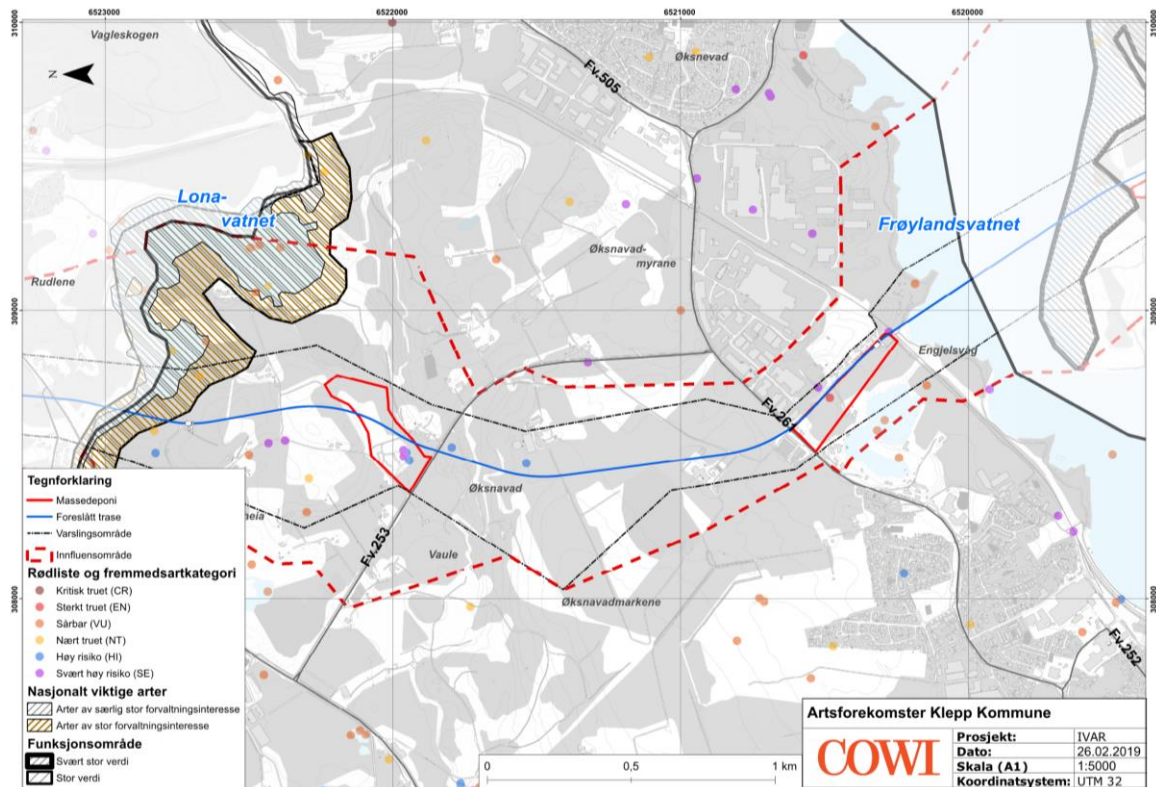 6523000
6522000
6521000
6520000
310000
310000
Vagleskogen
Øksnevad
N
Fv.505
Lona-
vatnet
Frøylandsvatnet
Øksnavad-
myrane
Rudlene
309000
309000
Engjelsvåg
Fv.261
Tegnforklaring
Massedeponi
Foreslått trase
Varslingsområde
Innfluensområde
Rødliste og fremmedsartkategori
Kritisk truet (CR)
Sterkt truet (EN)
Sårbar (VU)
Nært truet (NT)
Høy risiko (HI)
Svært høy risiko (SE)
Nasjonalt viktige arter
Arter av særlig stor forvaltningsinteresse
Arter av stor forvaltningsinteresse
Funksjonsområde
Svært stor verdi
Stor verdi
Øksnavad
Fv.253
Vaule
Øksnavadmarkene
308000
308000
Fv.252
0
0,5
1 km
Artsforekomster Klepp Kommune
COWI
Prosjekt: IVAR
Dato: 26.02.2019
Skala (A1) 1:5000
Koordinatsystem: UTM 32